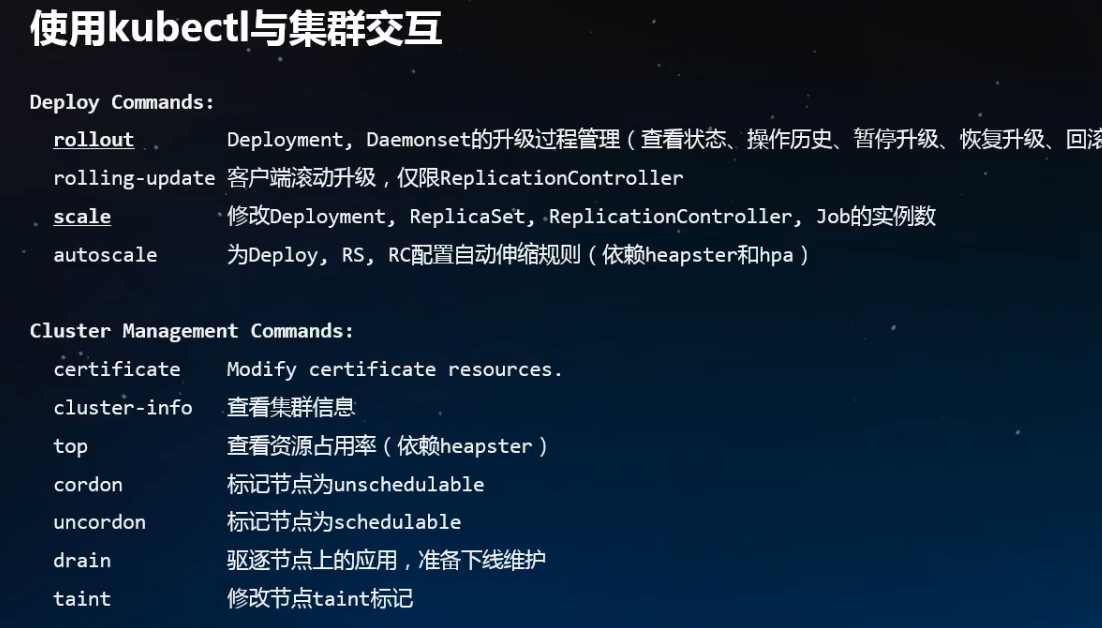 使用kubectl与集群交互
Deploy Commands:
rollout Deployment, Daemonset的升级过程管理（查看状态、操作历史、暂停升级、恢复升级、回滚
rolling-update 客户端滚动升级，仅限ReplicationController
scale 修改Deployment, ReplicaSet, ReplicationController, Job的实例数
autoscale 为Deploy, RS, RC配置自动伸缩规则（依赖heapster和hpa）
Cluster Management Commands:
certificate Modify certificate resources.
cluster-info 查看集群信息
top 查看资源占用率（依赖heapster）
cordon 标记节点为unschedulable
uncordon 标记节点为schedulable
drain 驱逐节点上的应用，准备下线维护
taint 修改节点taint标记